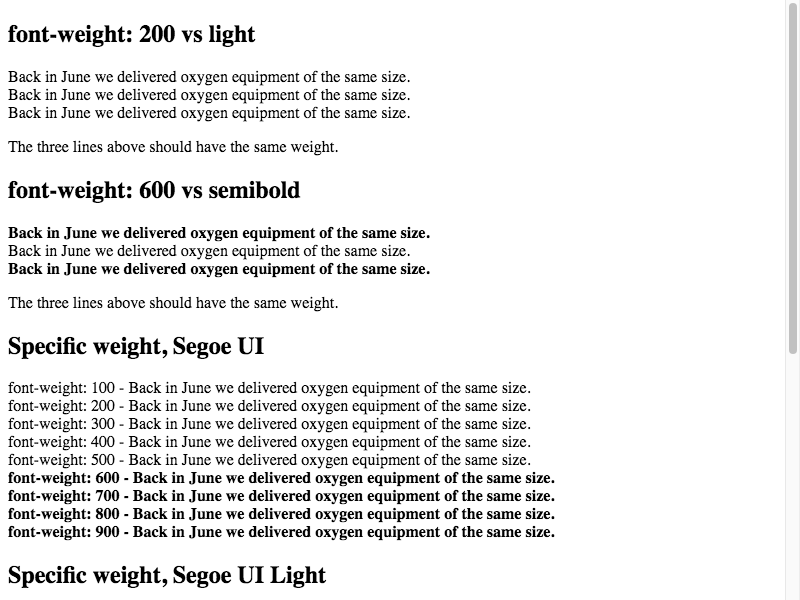 font-weight: 200 vs light
Back in June we delivered oxygen equipment of the same size.
Back in June we delivered oxygen equipment of the same size.
Back in June we delivered oxygen equipment of the same size.
The three lines above should have the same weight.
font-weight: 600 vs semibold
Back in June we delivered oxygen equipment of the same size.
Back in June we delivered oxygen equipment of the same size.
Back in June we delivered oxygen equipment of the same size.
The three lines above should have the same weight.
Specific weight, Segoe UI
font-weight: 100 - Back in June we delivered oxygen equipment of the same size.
font-weight: 200 - Back in June we delivered oxygen equipment of the same size.
font-weight: 300 - Back in June we delivered oxygen equipment of the same size.
font-weight: 400 - Back in June we delivered oxygen equipment of the same size.
font-weight: 500 - Back in June we delivered oxygen equipment of the same size.
font-weight: 600 - Back in June we delivered oxygen equipment of the same size.
font-weight: 700 - Back in June we delivered oxygen equipment of the same size.
font-weight: 800 - Back in June we delivered oxygen equipment of the same size.
font-weight: 900 - Back in June we delivered oxygen equipment of the same size.
Specific weight, Segoe UI Light